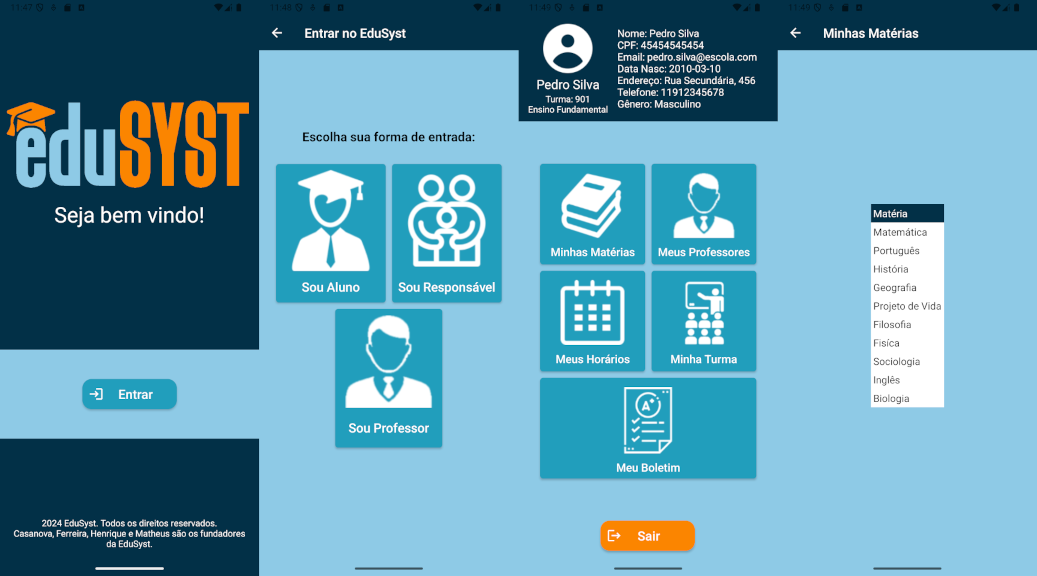 11:47
eduSYST
Seja bem vindo!
Entrar
2024 EduSyst. Todos os direitos reservados.
Casanova, Ferreira, Henrique e Matheus são os fundadores
da EduSyst.
11:48
Entrar no EduSyst
Escolha sua forma de entrada:
Sou Aluno
Sou Responsável
Sou Professor
11:49
Pedro Silva
Turma: 901
Ensino Fundamental
Nome: Pedro Silva
CPF: 45454545454
Email: pedro.silva@escola.com
Data Nasc: 2010-03-10
Endereço: Rua Secundária, 456
Telefone: 11912345678
Gênero: Masculino
Minhas Matérias
Meus Professores
Meus Horários
Minha Turma
A+
Meu Boletim
Sair
11:49
Minhas Matérias
Matéria
Matemática
Português
História
Geografia
Projeto de Vida
Filosofia
Fisíca
Sociologia
Inglês
Biologia